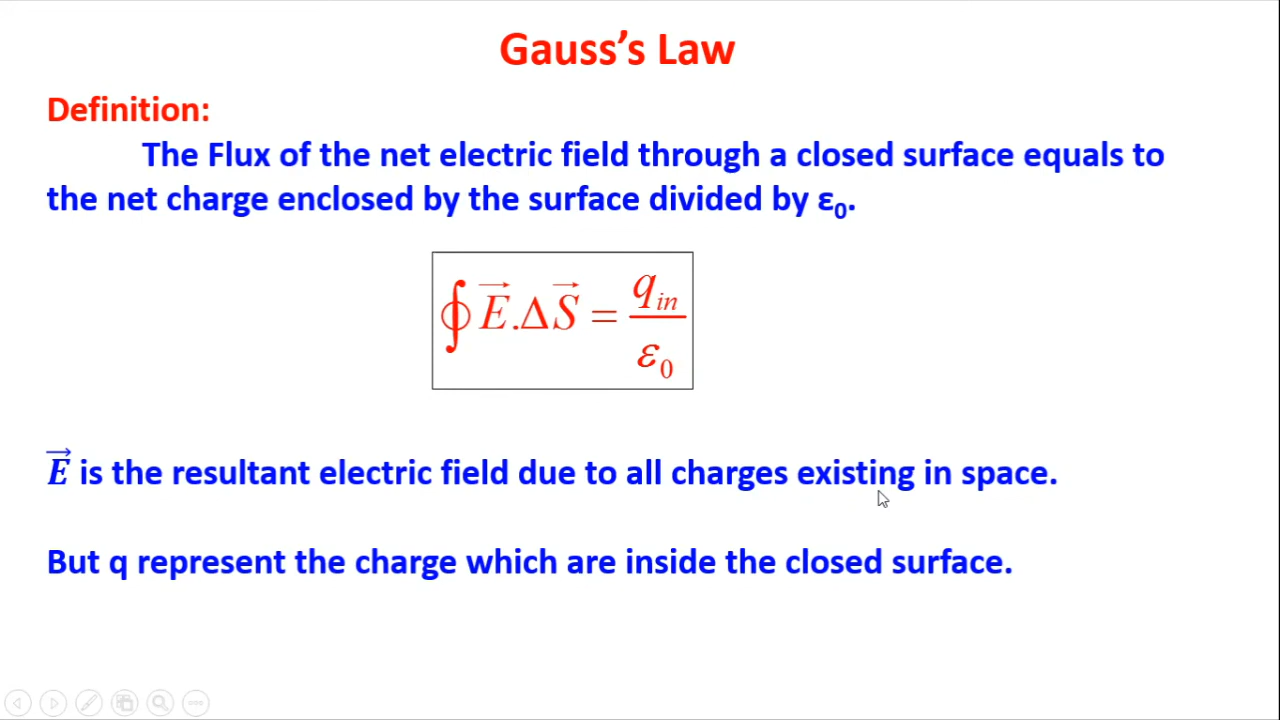 Gauss’s Law
Definition:
The Flux of the net electric field through a closed surface equals to
the net charge enclosed by the surface divided by ε₀.
∮ E⃗.ΔS⃗ = q_in / ε₀
E⃗ is the resultant electric field due to all charges existing in space.
But q represent the charge which are inside the closed surface.